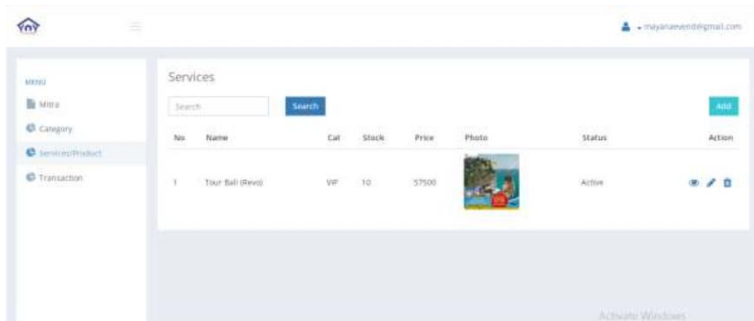 MENU
Mitra
Category
Services/Product
Transaction
Services
Search
Search
Add
No Name Cat Stock Price Photo Status Action
1 Tour Bali (Revo) VIP 10 57500 Active
Activate Windows